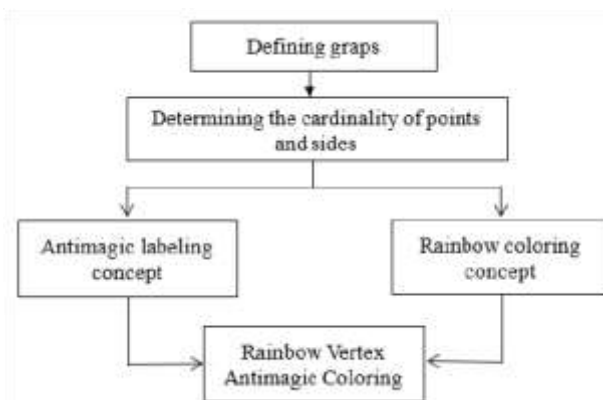 Defining graps
Determining the cardinality of points
and sides
Antimagic labeling
concept
Rainbow coloring
concept
Rainbow Vertex
Antimagic Coloring